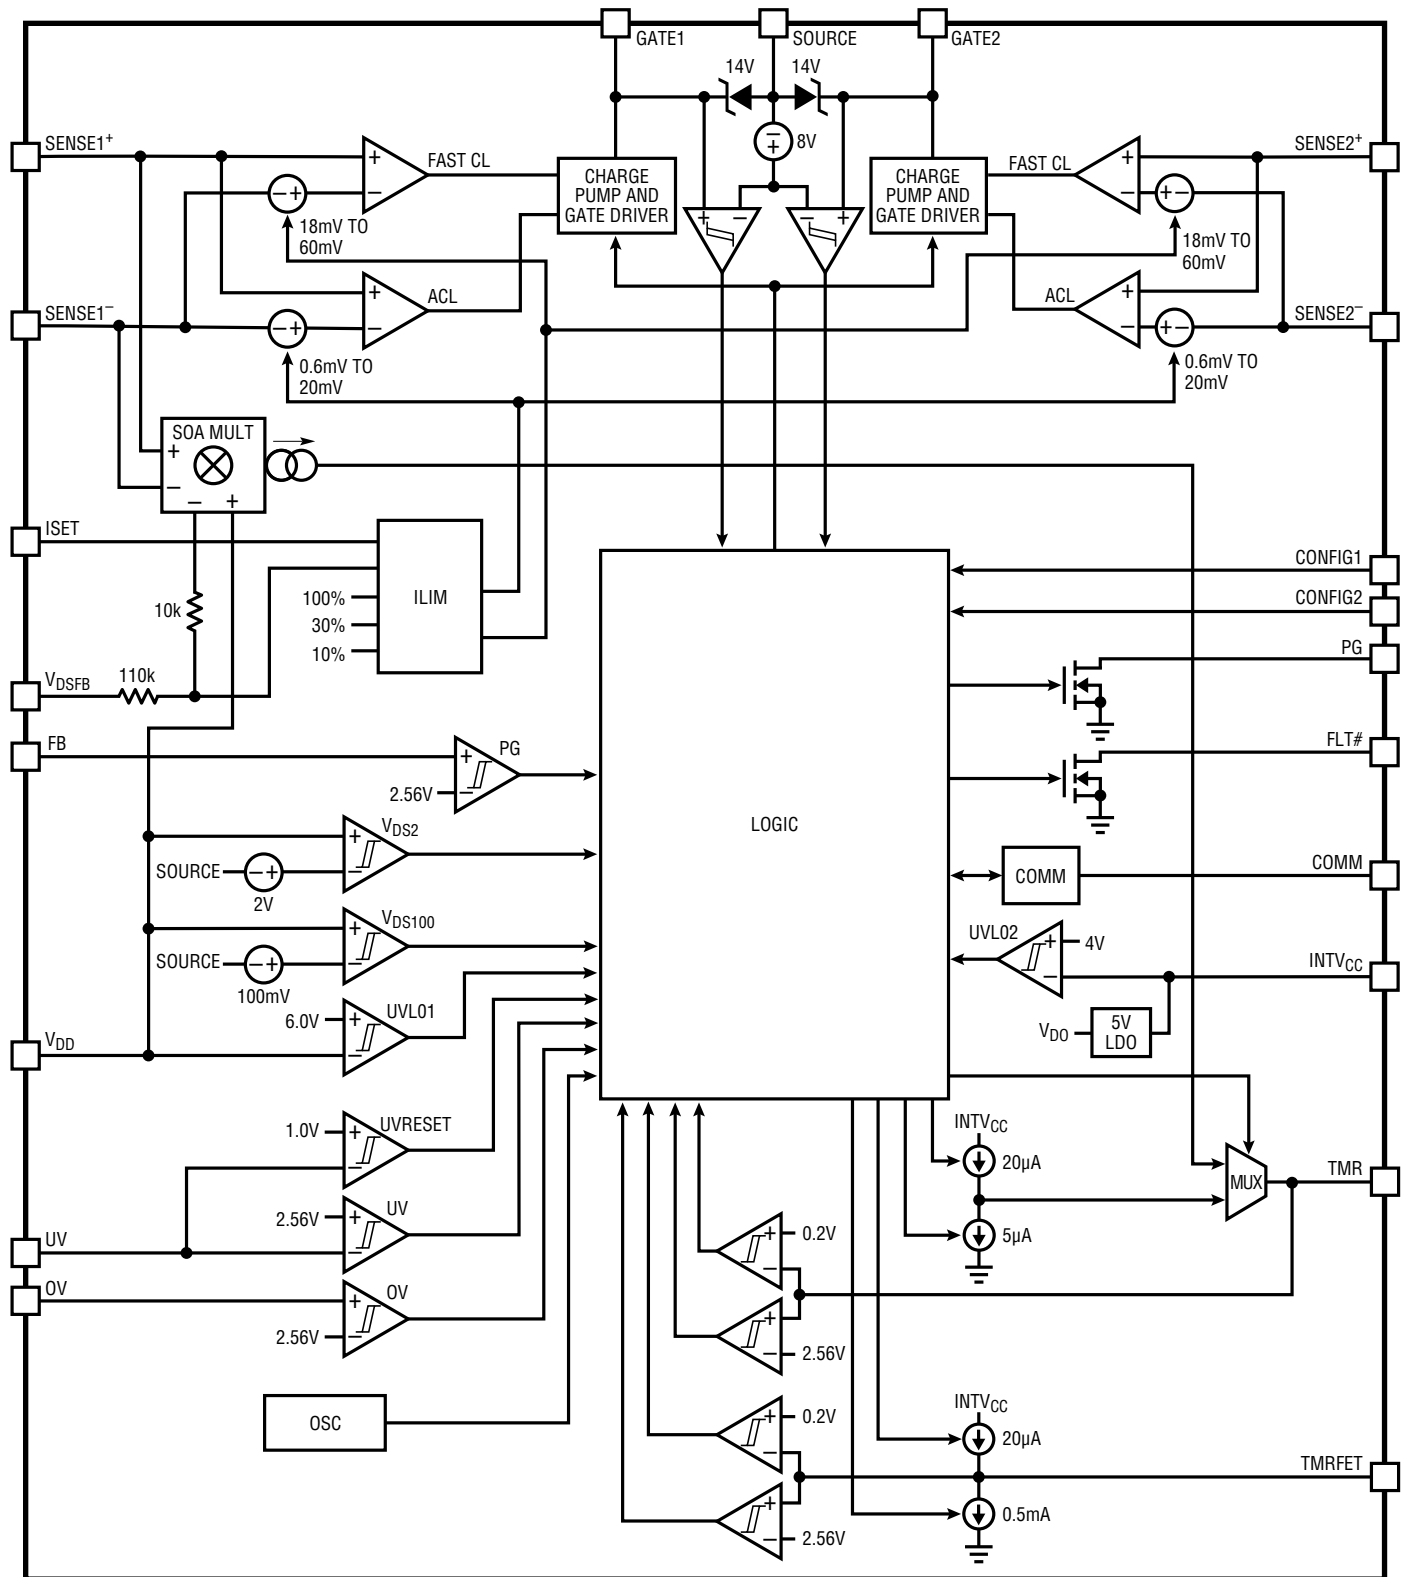 GATE1
SOURCE
GATE2
14V
14V
8V
SENSE1+
FAST CL
CHARGE
PUMP AND
GATE DRIVER
CHARGE
PUMP AND
GATE DRIVER
FAST CL
SENSE2+
18mV TO
60mV
18mV TO
60mV
SENSE1–
ACL
ACL
SENSE2–
0.6mV TO
20mV
0.6mV TO
20mV
SOA MULT
ISET
10k
ILIM
100%
30%
10%
VDSFB
110k
FB
PG
2.56V
VDS2
SOURCE
2V
VDS100
SOURCE
100mV
UVL01
6.0V
VDD
UVRESET
1.0V
UV
2.56V
UV
OV
OV
2.56V
OSC
LOGIC
CONFIG1
CONFIG2
PG
FLT#
COMM
COMM
UVL02
4V
INTVCC
VDO
5V
LDO
INTVCC
20µA
5µA
MUX
TMR
0.2V
2.56V
0.2V
2.56V
INTVCC
20µA
TMRFET
0.5mA